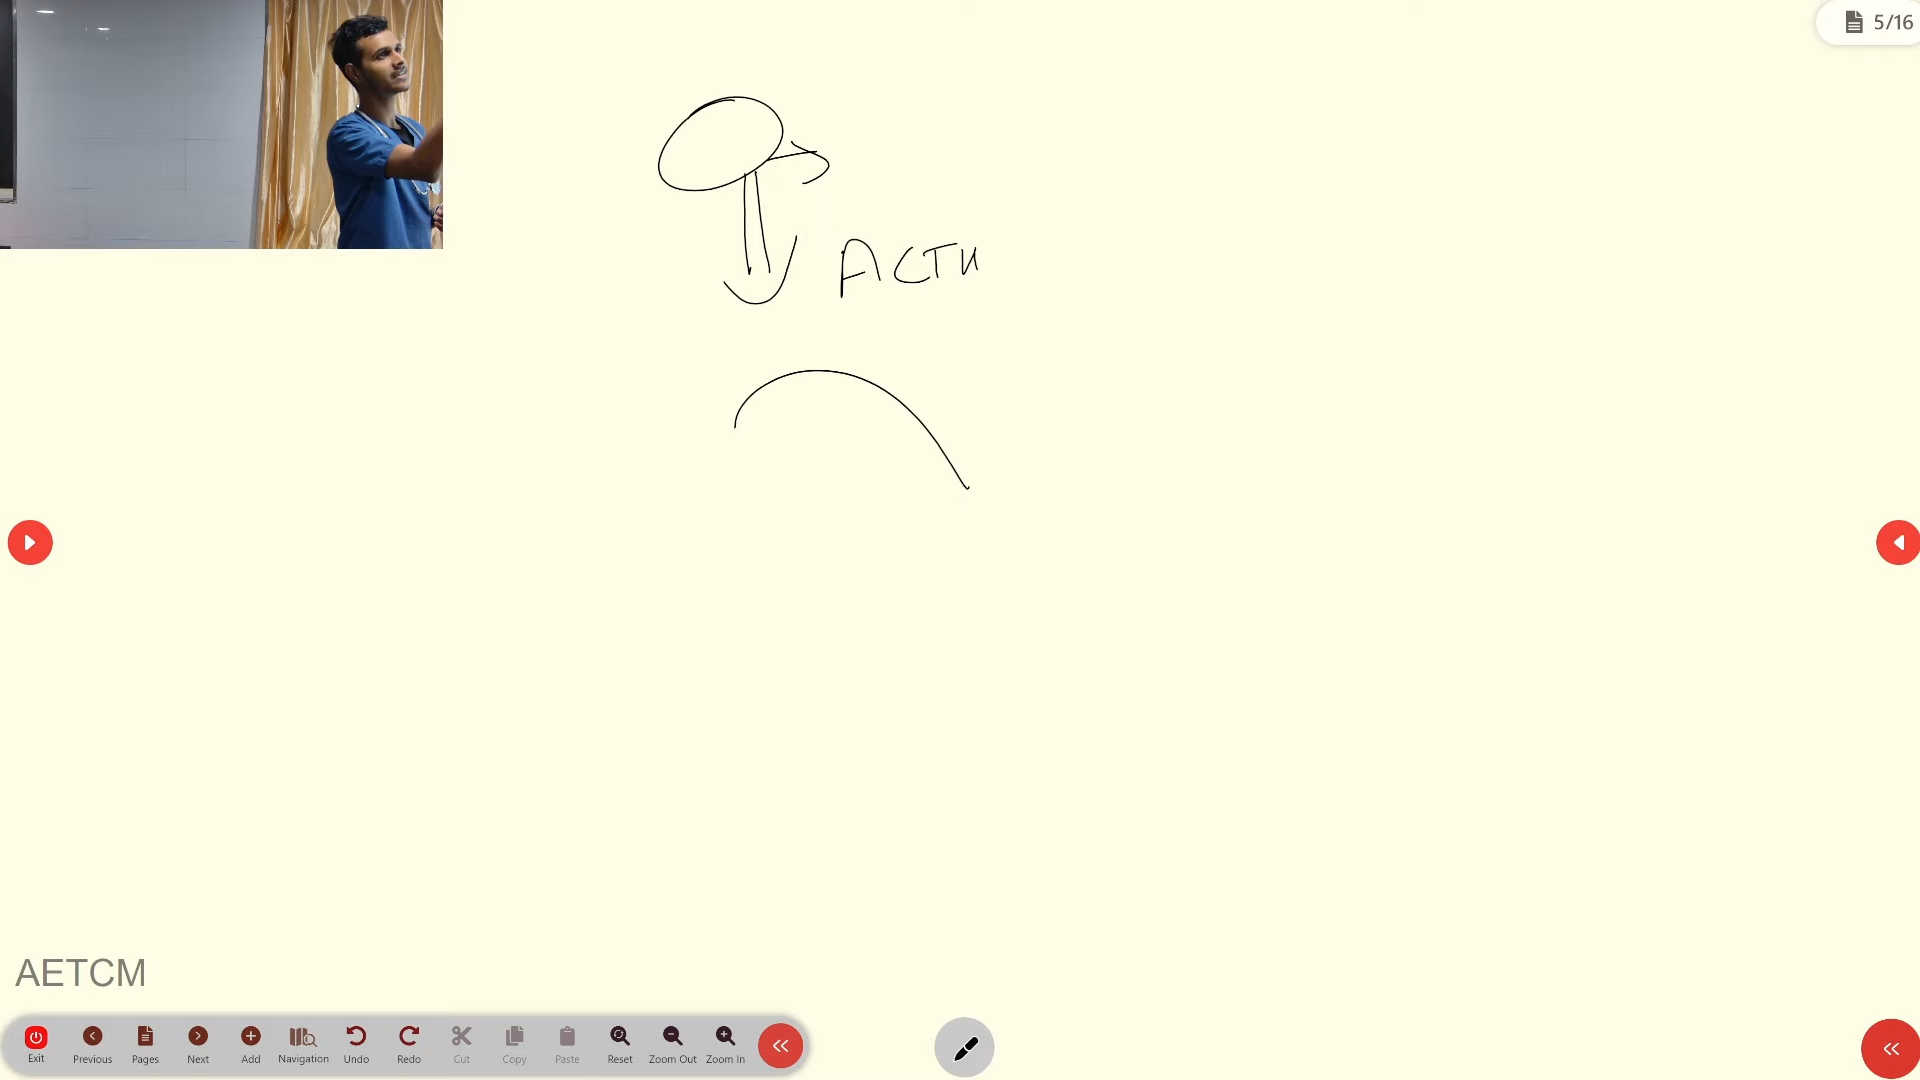 5/16
ACTH
AETCM
Exit Previous Pages Next Add Navigation Undo Redo Cut Copy Paste Reset Zoom Out Zoom In